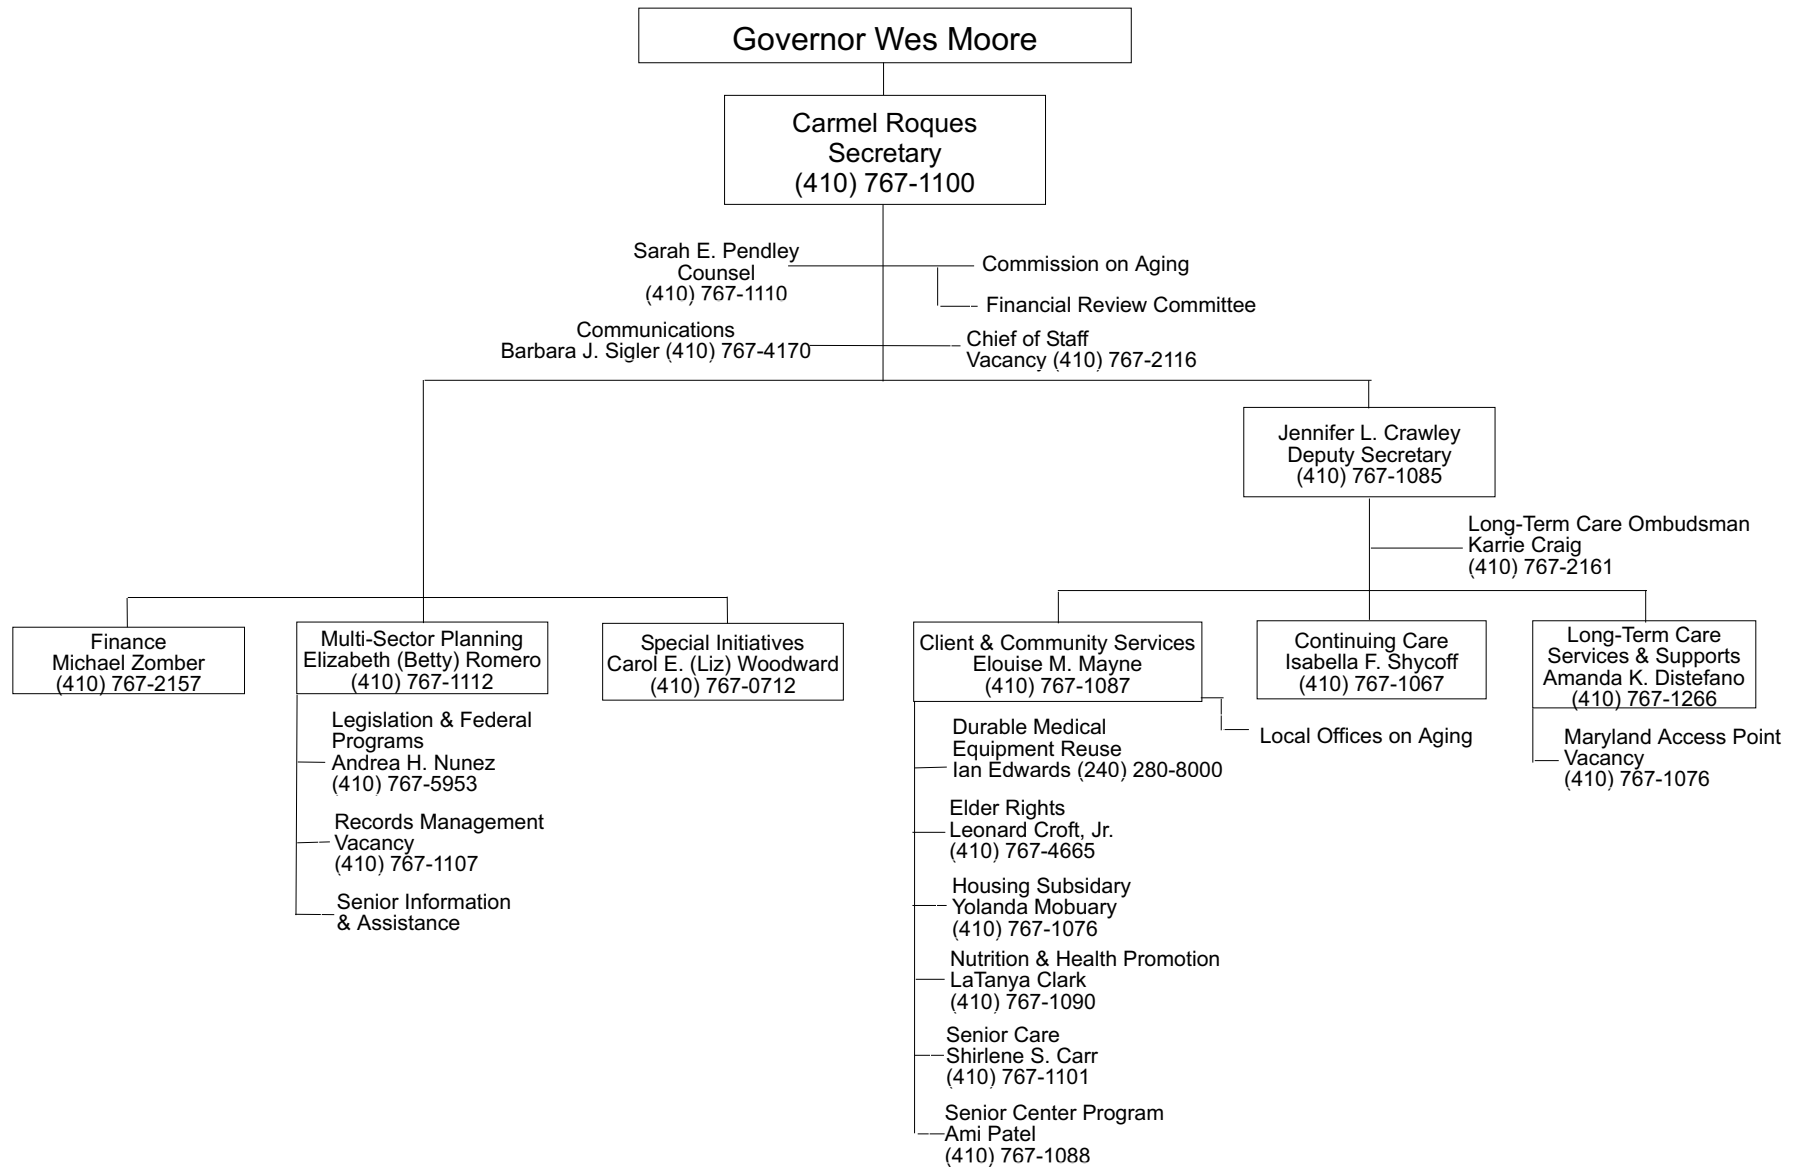 Governor Wes Moore
Carmel Roques
Secretary
(410) 767-1100
Sarah E. Pendley
Counsel
(410) 767-1110
Commission on Aging
Financial Review Committee
Communications
Barbara J. Sigler (410) 767-4170
Chief of Staff
Vacancy (410) 767-2116
Jennifer L. Crawley
Deputy Secretary
(410) 767-1085
Long-Term Care Ombudsman
Karrie Craig
(410) 767-2161
Finance
Michael Zomber
(410) 767-2157
Multi-Sector Planning
Elizabeth (Betty) Romero
(410) 767-1112
Legislation & Federal
Programs
Andrea H. Nunez
(410) 767-5953
Records Management
Vacancy
(410) 767-1107
Senior Information
& Assistance
Special Initiatives
Carol E. (Liz) Woodward
(410) 767-0712
Client & Community Services
Elouise M. Mayne
(410) 767-1087
Local Offices on Aging
Durable Medical
Equipment Reuse
Ian Edwards (240) 280-8000
Elder Rights
Leonard Croft, Jr.
(410) 767-4665
Housing Subsidary
Yolanda Mobuary
(410) 767-1076
Nutrition & Health Promotion
LaTanya Clark
(410) 767-1090
Senior Care
Shirlene S. Carr
(410) 767-1101
Senior Center Program
Ami Patel
(410) 767-1088
Continuing Care
Isabella F. Shycoff
(410) 767-1067
Long-Term Care
Services & Supports
Amanda K. Distefano
(410) 767-1266
Maryland Access Point
Vacancy
(410) 767-1076